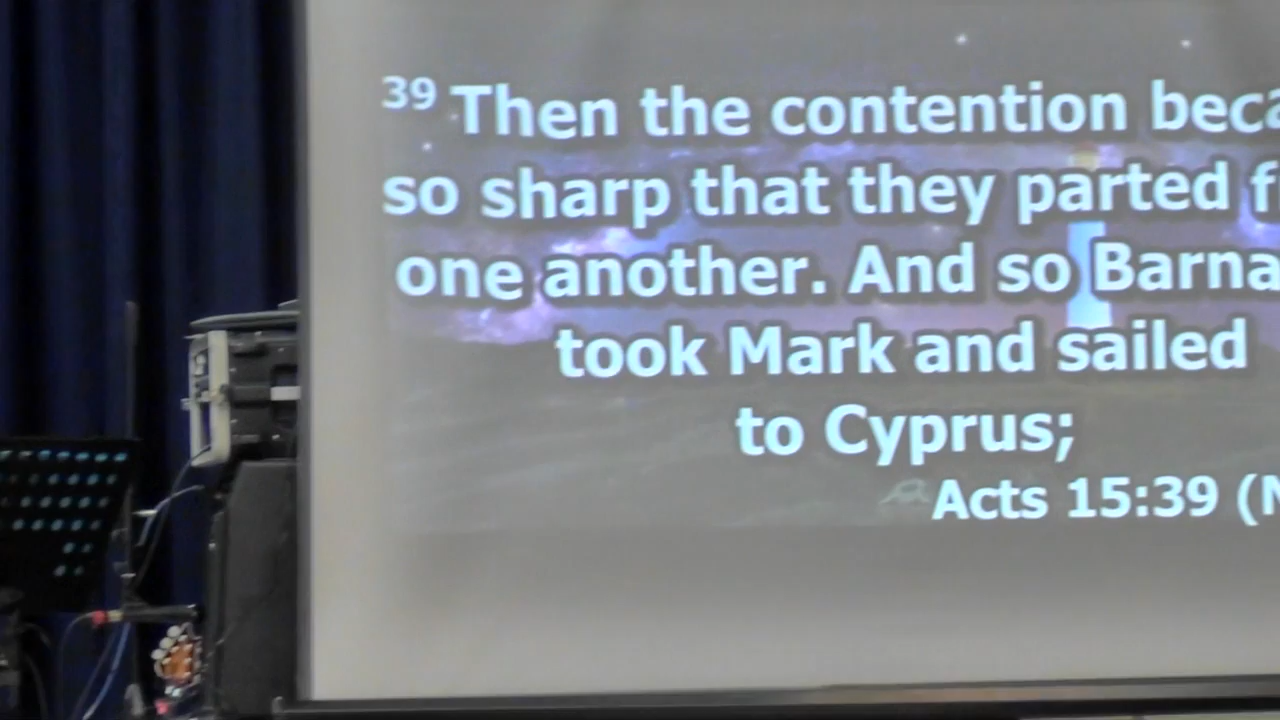 39 Then the contention beca
so sharp that they parted f
one another. And so Barna
took Mark and sailed
to Cyprus;
Acts 15:39 (N